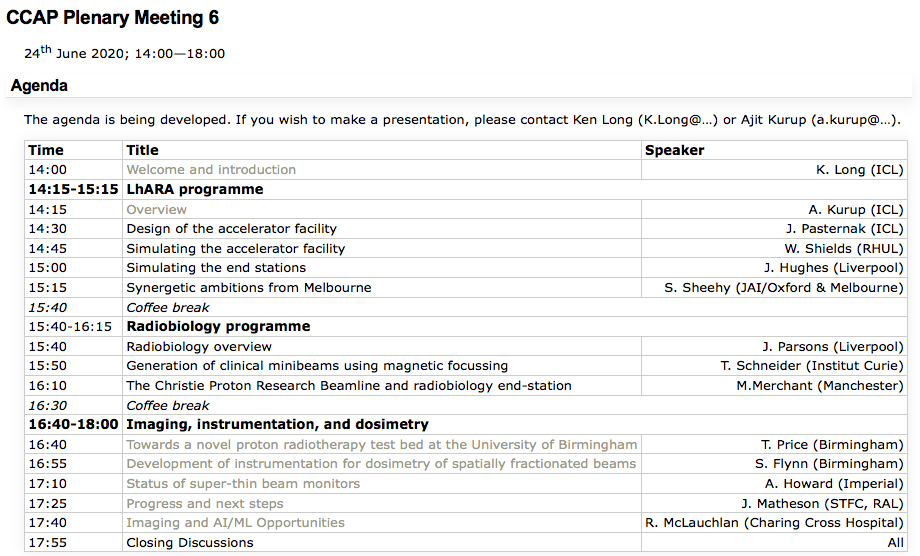 CCAP Plenary Meeting 6
24th June 2020; 14:00—18:00
Agenda
The agenda is being developed. If you wish to make a presentation, please contact Ken Long (K.Long@...) or Ajit Kurup (a.kurup@...).
Time Title Speaker
14:00 Welcome and introduction K. Long (ICL)
14:15-15:15 LhARA programme
14:15 Overview A. Kurup (ICL)
14:30 Design of the accelerator facility J. Pasternak (ICL)
14:45 Simulating the accelerator facility W. Shields (RHUL)
15:00 Simulating the end stations J. Hughes (Liverpool)
15:15 Synergetic ambitions from Melbourne S. Sheehy (JAI/Oxford & Melbourne)
15:40 Coffee break
15:40-16:15 Radiobiology programme
15:40 Radiobiology overview J. Parsons (Liverpool)
15:50 Generation of clinical minibeams using magnetic focussing T. Schneider (Institut Curie)
16:10 The Christie Proton Research Beamline and radiobiology end-station M.Merchant (Manchester)
16:30 Coffee break
16:40-18:00 Imaging, instrumentation, and dosimetry
16:40 Towards a novel proton radiotherapy test bed at the University of Birmingham T. Price (Birmingham)
16:55 Development of instrumentation for dosimetry of spatially fractionated beams S. Flynn (Birmingham)
17:10 Status of super-thin beam monitors A. Howard (Imperial)
17:25 Progress and next steps J. Matheson (STFC, RAL)
17:40 Imaging and AI/ML Opportunities R. McLauchlan (Charing Cross Hospital)
17:55 Closing Discussions All